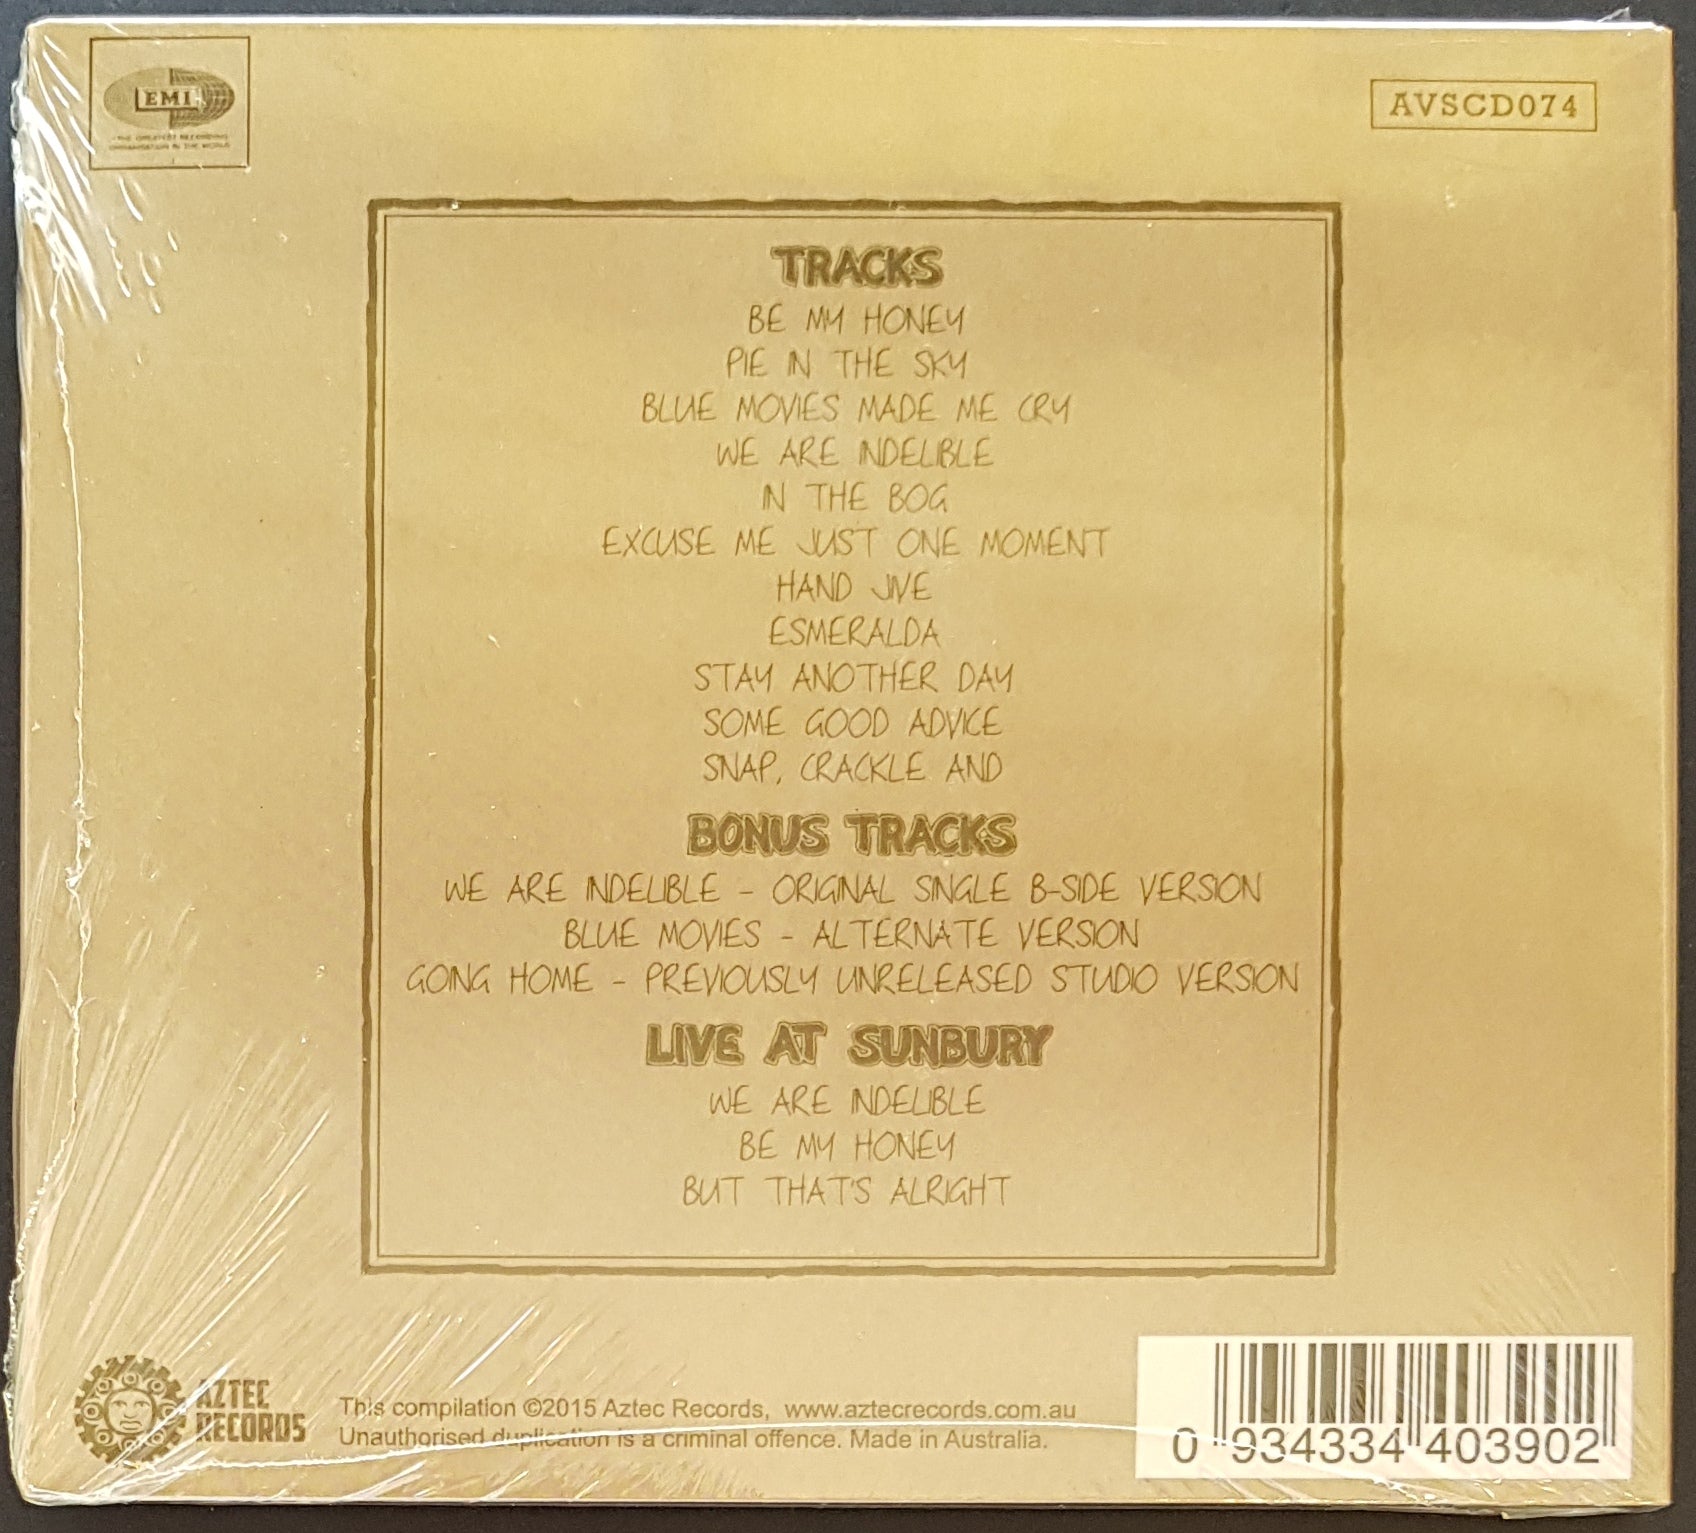 EMI
THE GREATEST RECORDING
ORGANISATION IN THE WORLD
AVSCD074
TRACKS
BE MY HONEY
PIE IN THE SKY
BLUE MOVIES MADE ME CRY
WE ARE INDELIBLE
IN THE BOG
EXCUSE ME JUST ONE MOMENT
HAND JIVE
ESMERALDA
STAY ANOTHER DAY
SOME GOOD ADVICE
SNAP, CRACKLE AND
BONUS TRACKS
WE ARE INDELIBLE - ORIGINAL SINGLE B-SIDE VERSION
BLUE MOVIES - ALTERNATE VERSION
GOING HOME - PREVIOUSLY UNRELEASED STUDIO VERSION
LIVE AT SUNBURY
WE ARE INDELIBLE
BE MY HONEY
BUT THAT'S ALRIGHT
AZTEC
RECORDS
This compilation ©2015 Aztec Records, www.aztecrecords.com.au
Unauthorised duplication is a criminal offence. Made in Australia.
0 934334 403902